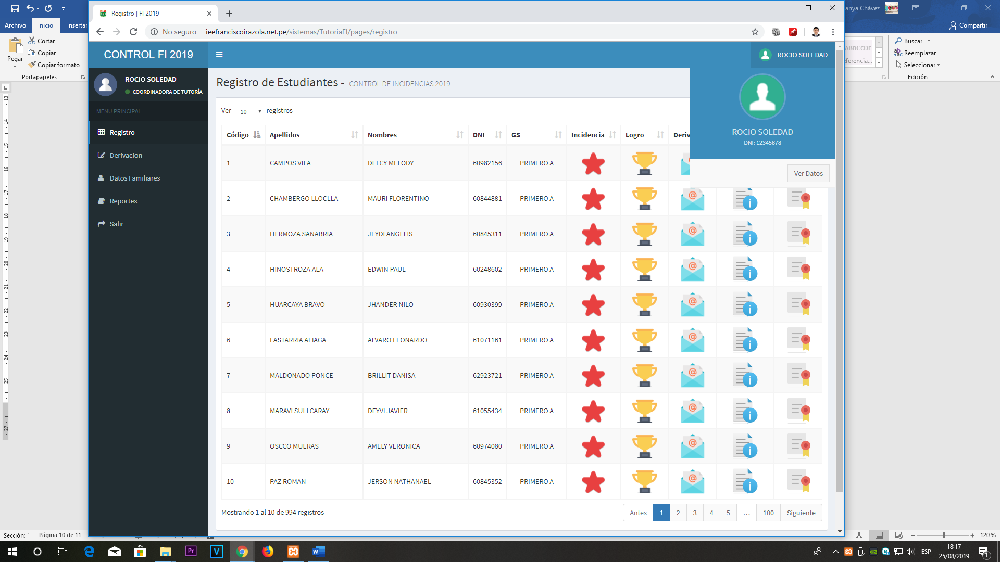 Archivo Inicio Insertar
Pegar
Cortar
Copiar
Copiar formato
Portapapeles
anya Chávez
Compartir
Buscar
Reemplazar
Seleccionar
Edición
Registro | FI 2019
No seguro ieefranciscoirazola.net.pe/sistemas/TutoriaFI/pages/registro
CONTROL FI 2019
ROCIO SOLEDAD
ROCIO SOLEDAD
COORDINADORA DE TUTORÍA
MENU PRINCIPAL
Registro
Derivacion
Datos Familiares
Reportes
Salir
Registro de Estudiantes - CONTROL DE INCIDENCIAS 2019
ROCIO SOLEDAD
DNI: 12345678
Ver Datos
Ver 10 registros
Código Apellidos Nombres DNI GS Incidencia Logro Deriv
1 CAMPOS VILA DELCY MELODY 60982156 PRIMERO A
2 CHAMBERGO LLOCLLA MAURI FLORENTINO 60844881 PRIMERO A
3 HERMOZA SANABRIA JEYDI ANGELIS 60845311 PRIMERO A
4 HINOSTROZA ALA EDWIN PAUL 60248602 PRIMERO A
5 HUARCAYA BRAVO JHANDER NILO 60930399 PRIMERO A
6 LASTARRIA ALIAGA ALVARO LEONARDO 61071161 PRIMERO A
7 MALDONADO PONCE BRILLIT DANISA 62923721 PRIMERO A
8 MARAVI SULLCARAY DEYVI JAVIER 61055434 PRIMERO A
9 OSCCO MUERAS AMELY VERONICA 60974080 PRIMERO A
10 PAZ ROMAN JERSON NATHANAEL 60845352 PRIMERO A
Mostrando 1 al 10 de 994 registros
Antes 1 2 3 4 5 … 100 Siguiente
Sección: 1 Página 10 de 11
120 %
ESP
18:17
25/08/2019